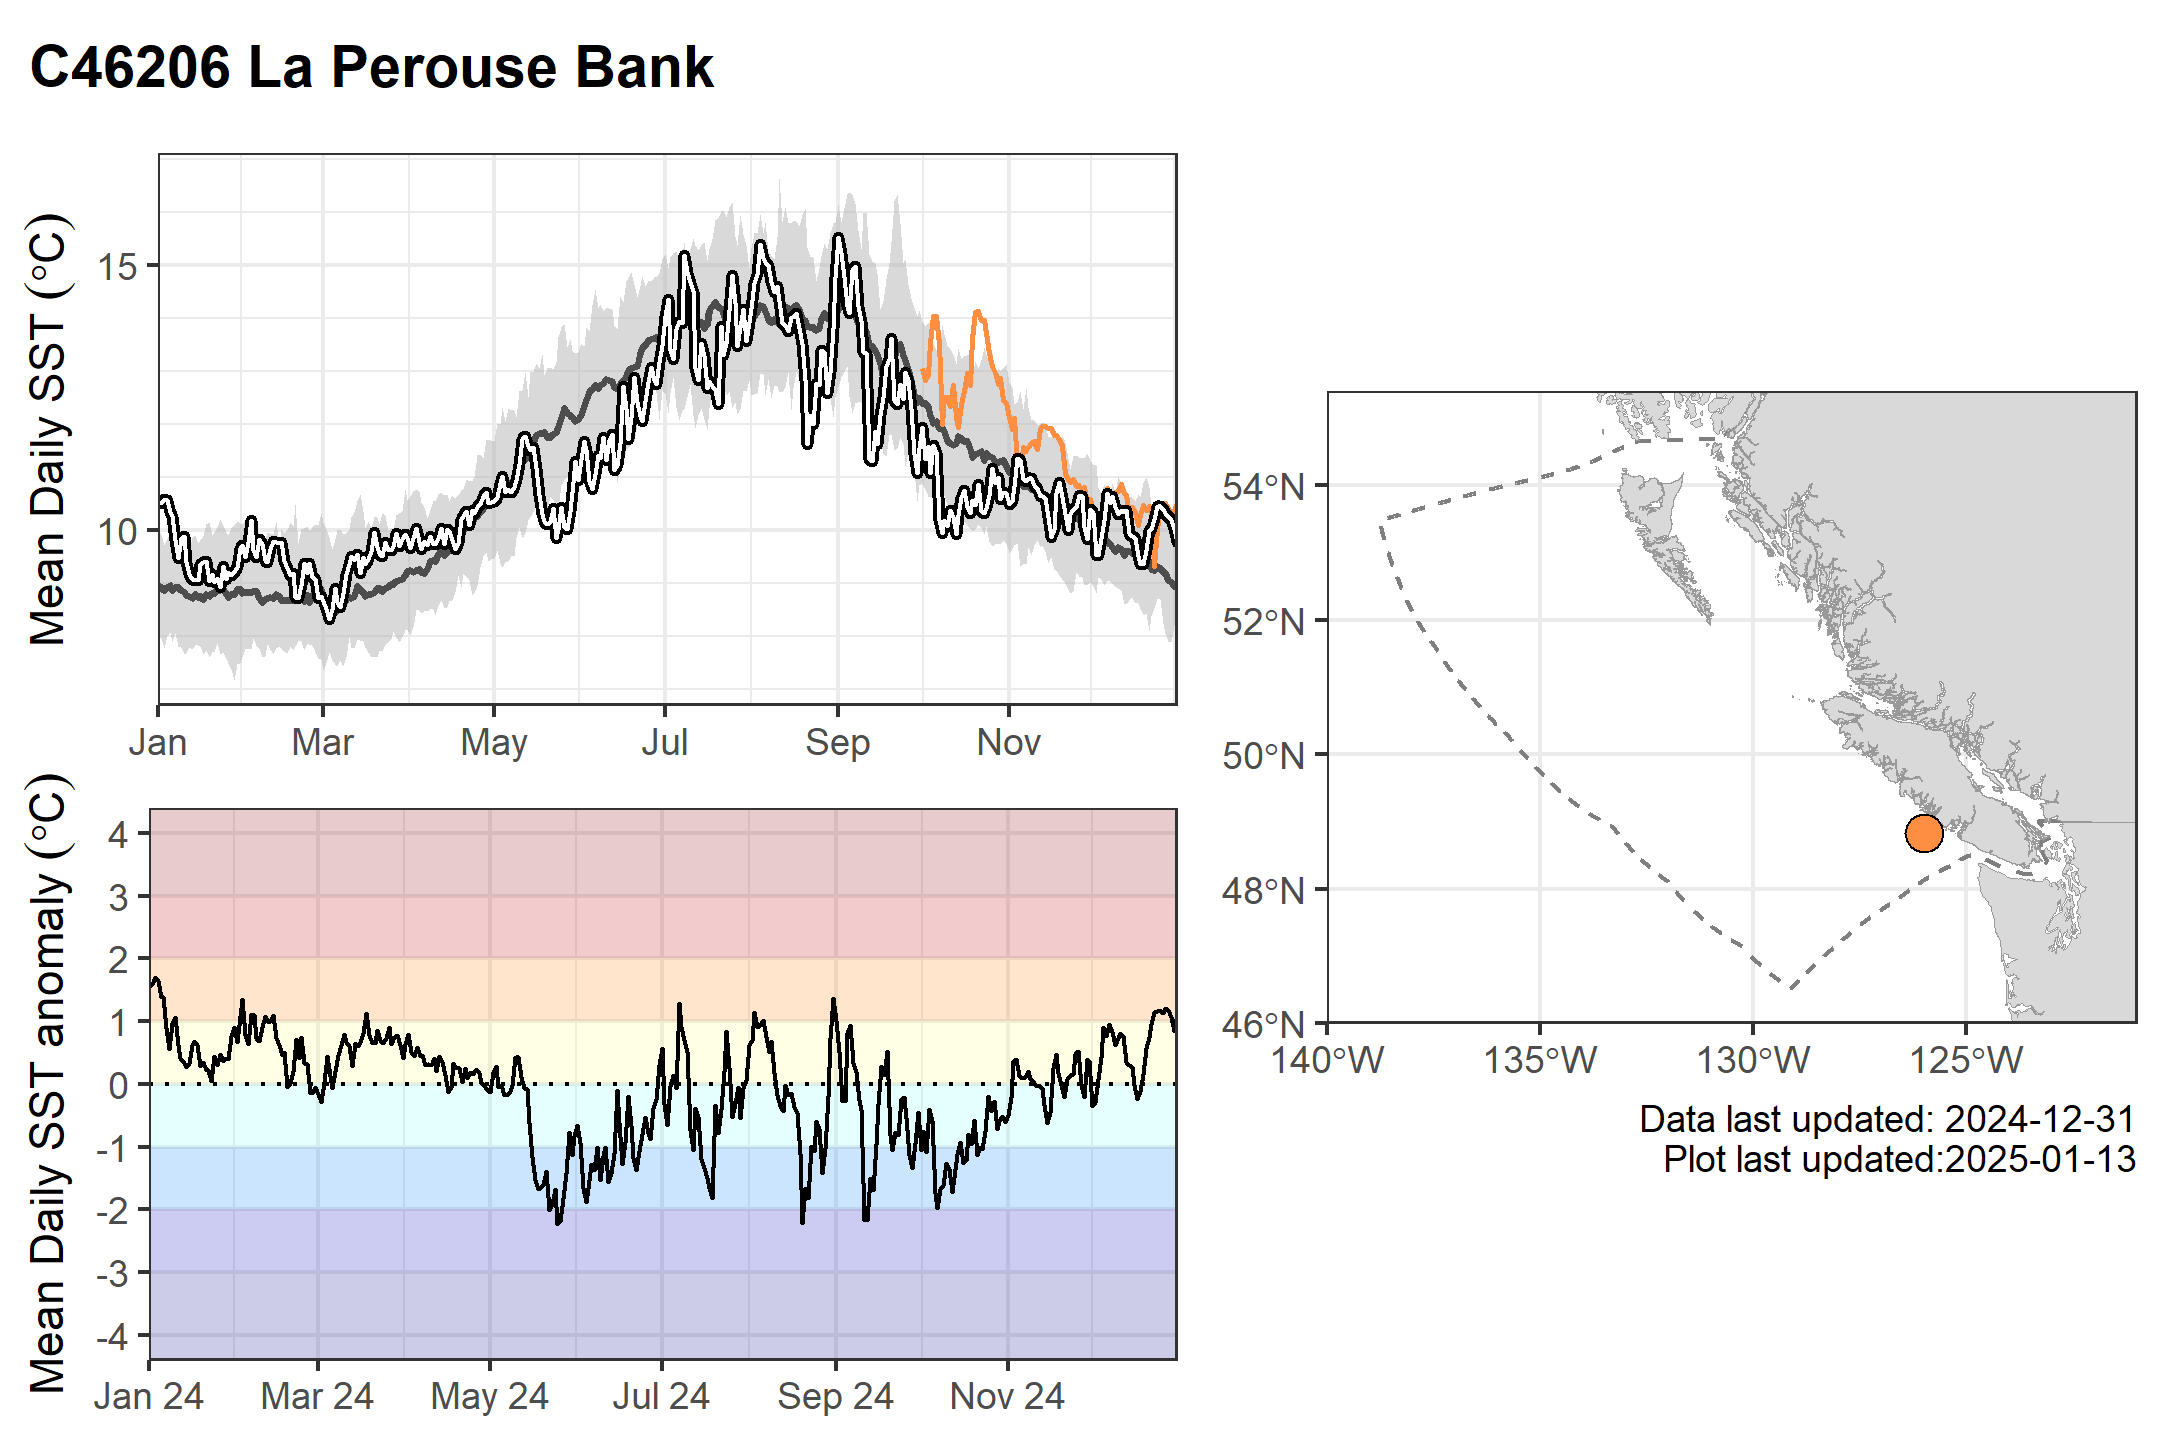 C46206 La Perouse Bank
Mean Daily SST (°C)
15
10
Jan Mar May Jul Sep Nov
Mean Daily SST anomaly (°C)
4
3
2
1
0
-1
-2
-3
-4
Jan 24 Mar 24 May 24 Jul 24 Sep 24 Nov 24
54°N
52°N
50°N
48°N
46°N
140°W 135°W 130°W 125°W
Data last updated: 2024-12-31
Plot last updated:2025-01-13